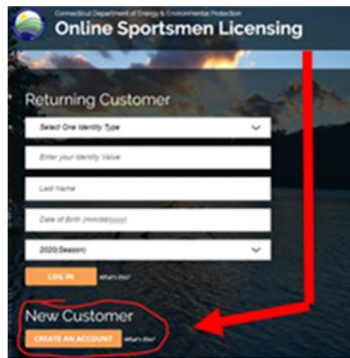 Connecticut Department of Energy & Environmental Protection
Online Sportsmen Licensing
Returning Customer
Select One Identity Type
Enter your Identity Value
Last Name
Date of Birth (mm/dd/yyyy)
2020(Season)
LOG IN What's this?
New Customer
CREATE AN ACCOUNT What's this?